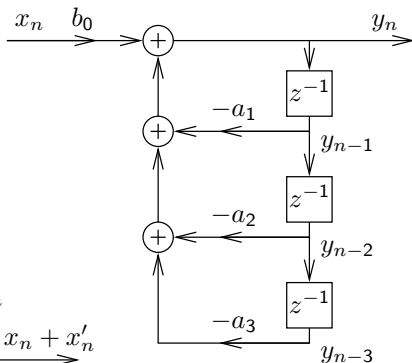 x_n b_0 + y_n
z^{-1}
+ -a_1 y_{n-1}
z^{-1}
+ -a_2 y_{n-2}
z^{-1}
x_n + x'_n -a_3 y_{n-3}